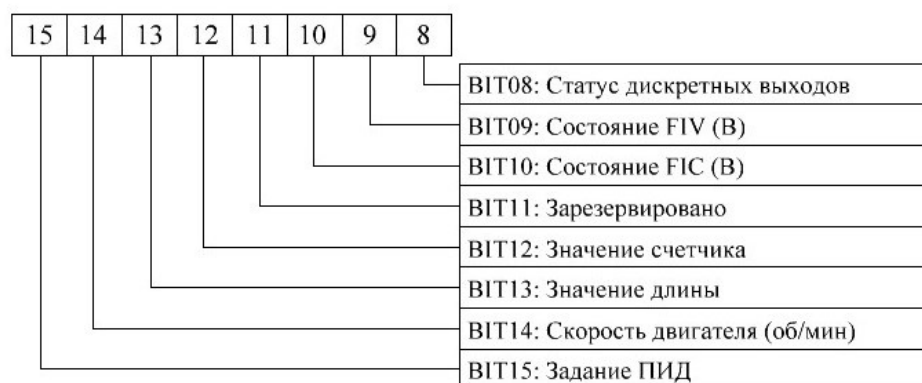 15 14 13 12 11 10 9 8
BIT08: Статус дискретных выходов
BIT09: Состояние FIV (В)
BIT10: Состояние FIC (В)
BIT11: Зарезервировано
BIT12: Значение счетчика
BIT13: Значение длины
BIT14: Скорость двигателя (об/мин)
BIT15: Задание ПИД